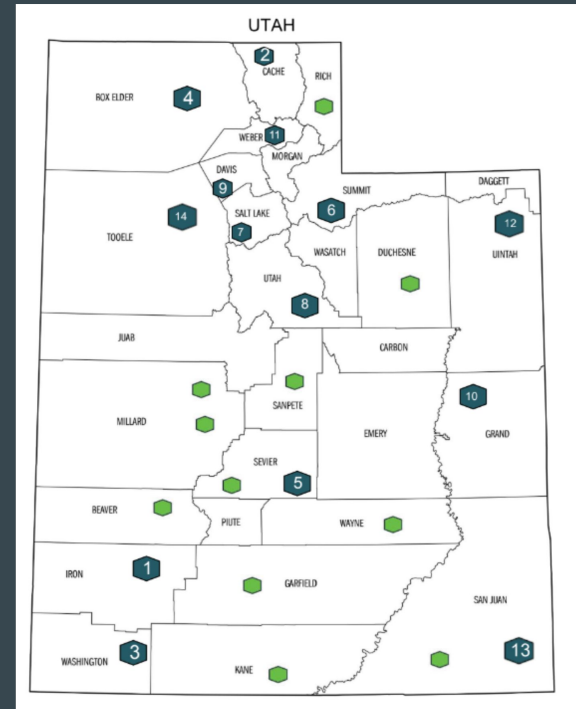 UTAH
2
CACHE
RICH
BOX ELDER
4
WEBER
11
MORGAN
DAVIS
9
SUMMIT
DAGGETT
14
SALT LAKE
6
12
TOOELE
7
WASATCH
DUCHESNE
UINTAH
UTAH
8
JUAB
CARBON
10
SANPETE
MILLARD
EMERY
GRAND
SEVIER
5
BEAVER
PIUTE
WAYNE
1
IRON
GARFIELD
SAN JUAN
3
13
WASHINGTON
KANE